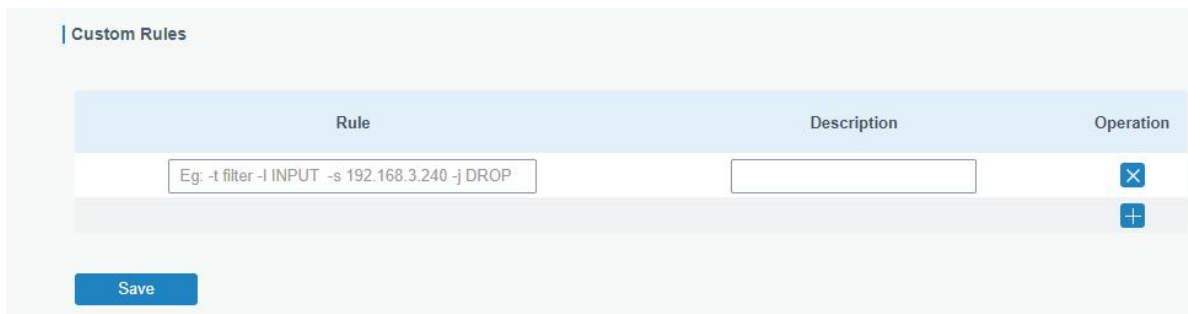 Custom Rules
Rule Description Operation
Eg: -t filter -I INPUT -s 192.168.3.240 -j DROP
Save